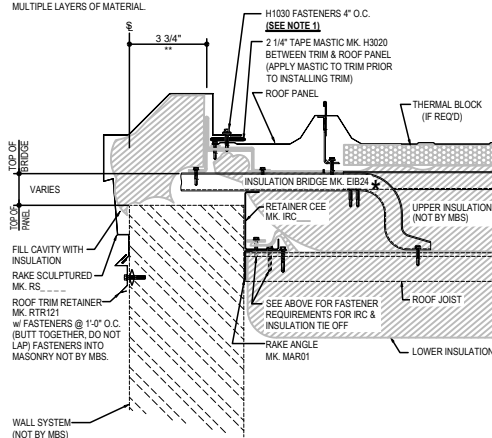 MULTIPLE LAYERS OF MATERIAL.
H1030 FASTENERS 4" O.C.
(SEE NOTE 1)
3 3/4"
**
2 1/4" TAPE MASTIC MK. H3020
BETWEEN TRIM & ROOF PANEL
(APPLY MASTIC TO TRIM PRIOR
TO INSTALLING TRIM)
ROOF PANEL
THERMAL BLOCK
(IF REQ'D)
TOP OF
BRIDGE
INSULATION BRIDGE MK. EIB24
*
VARIES
RETAINER CEE
MK. IRC___
UPPER INSULATION
(NOT BY MBS)
TOP OF
PANEL
FILL CAVITY WITH
INSULATION
RAKE SCULPTURED
MK. RS_ _ _ _
ROOF TRIM RETAINER
MK. RTR121
w/ FASTENERS @ 1'-0" O.C.
(BUTT TOGETHER, DO NOT
LAP) FASTENERS INTO
MASONRY NOT BY MBS.
ROOF JOIST
SEE ABOVE FOR FASTENER
REQUIREMENTS FOR IRC &
INSULATION TIE OFF
RAKE ANGLE
MK. MAR01
LOWER INSULATION
WALL SYSTEM
(NOT BY MBS)